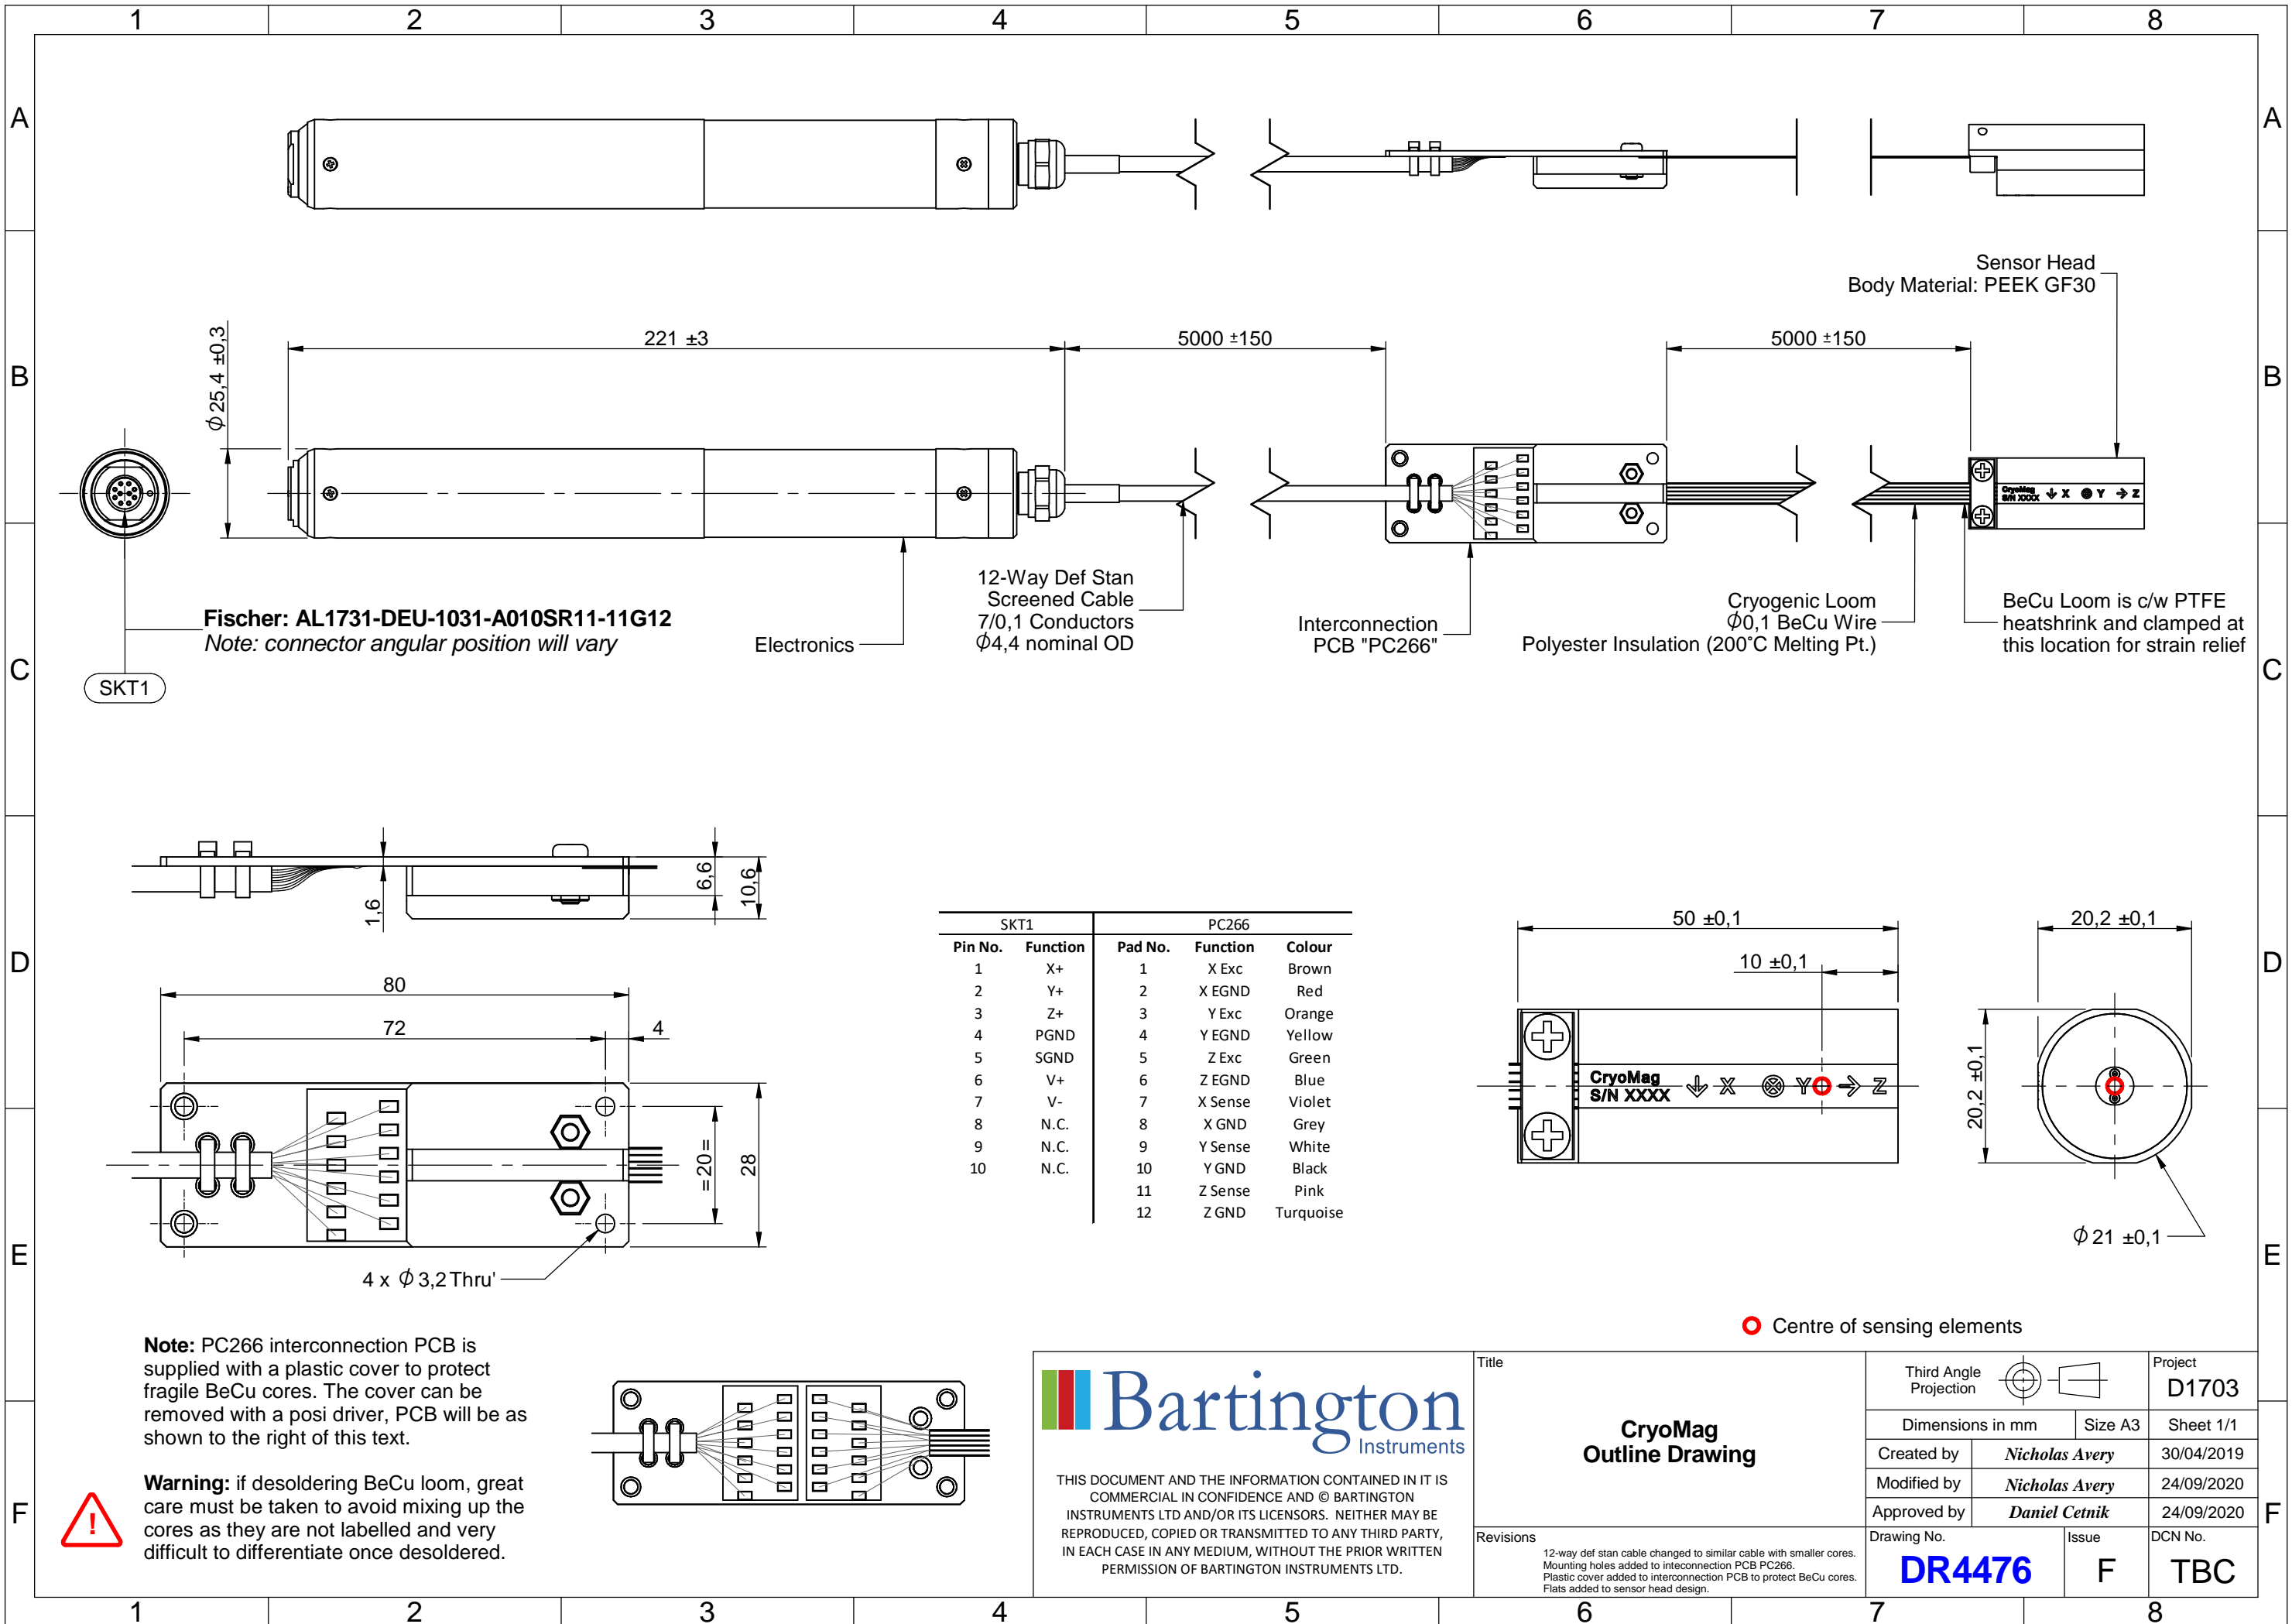 1 2 3 4 5 6 7 8
A A
B B
C C
D D
E E
F F
Sensor Head
Body Material: PEEK GF30
221 ±3
5000 ±150
5000 ±150
ϕ 25,4 ±0,3
CryoMag
S/N XXXX
X Y Z
12-Way Def Stan
Screened Cable
7/0,1 Conductors
ϕ4,4 nominal OD
Fischer: AL1731-DEU-1031-A010SR11-11G12
Note: connector angular position will vary
Electronics
Interconnection
PCB "PC266"
Cryogenic Loom
ϕ0,1 BeCu Wire
Polyester Insulation (200°C Melting Pt.)
BeCu Loom is c/w PTFE
heatshrink and clamped at
this location for strain relief
SKT1
1,6
6,6
10,6
80
72
4
=20=
28
4 x ϕ 3,2 Thru'
SKT1 PC266
Pin No. Function Pad No. Function Colour
1 X+ 1 X Exc Brown
2 Y+ 2 X EGND Red
3 Z+ 3 Y Exc Orange
4 PGND 4 Y EGND Yellow
5 SGND 5 Z Exc Green
6 V+ 6 Z EGND Blue
7 V- 7 X Sense Violet
8 N.C. 8 X GND Grey
9 N.C. 9 Y Sense White
10 N.C. 10 Y GND Black
11 Z Sense Pink
12 Z GND Turquoise
50 ±0,1
10 ±0,1
20,2 ±0,1
20,2 ±0,1
ϕ 21 ±0,1
CryoMag
S/N XXXX
X Y Z
Centre of sensing elements
Note: PC266 interconnection PCB is
supplied with a plastic cover to protect
fragile BeCu cores. The cover can be
removed with a posi driver, PCB will be as
shown to the right of this text.
Warning: if desoldering BeCu loom, great
care must be taken to avoid mixing up the
cores as they are not labelled and very
difficult to differentiate once desoldered.
!
Bartington
Instruments
THIS DOCUMENT AND THE INFORMATION CONTAINED IN IT IS
COMMERCIAL IN CONFIDENCE AND © BARTINGTON
INSTRUMENTS LTD AND/OR ITS LICENSORS. NEITHER MAY BE
REPRODUCED, COPIED OR TRANSMITTED TO ANY THIRD PARTY,
IN EACH CASE IN ANY MEDIUM, WITHOUT THE PRIOR WRITTEN
PERMISSION OF BARTINGTON INSTRUMENTS LTD.
Title
CryoMag
Outline Drawing
Revisions
12-way def stan cable changed to similar cable with smaller cores.
Mounting holes added to inteconnection PCB PC266.
Plastic cover added to interconnection PCB to protect BeCu cores.
Flats added to sensor head design.
Third Angle
Projection
Project
D1703
Dimensions in mm Size A3 Sheet 1/1
Created by Nicholas Avery 30/04/2019
Modified by Nicholas Avery 24/09/2020
Approved by Daniel Cetnik 24/09/2020
Drawing No. Issue DCN No.
DR4476 F TBC
1 2 3 4 5 6 7 8